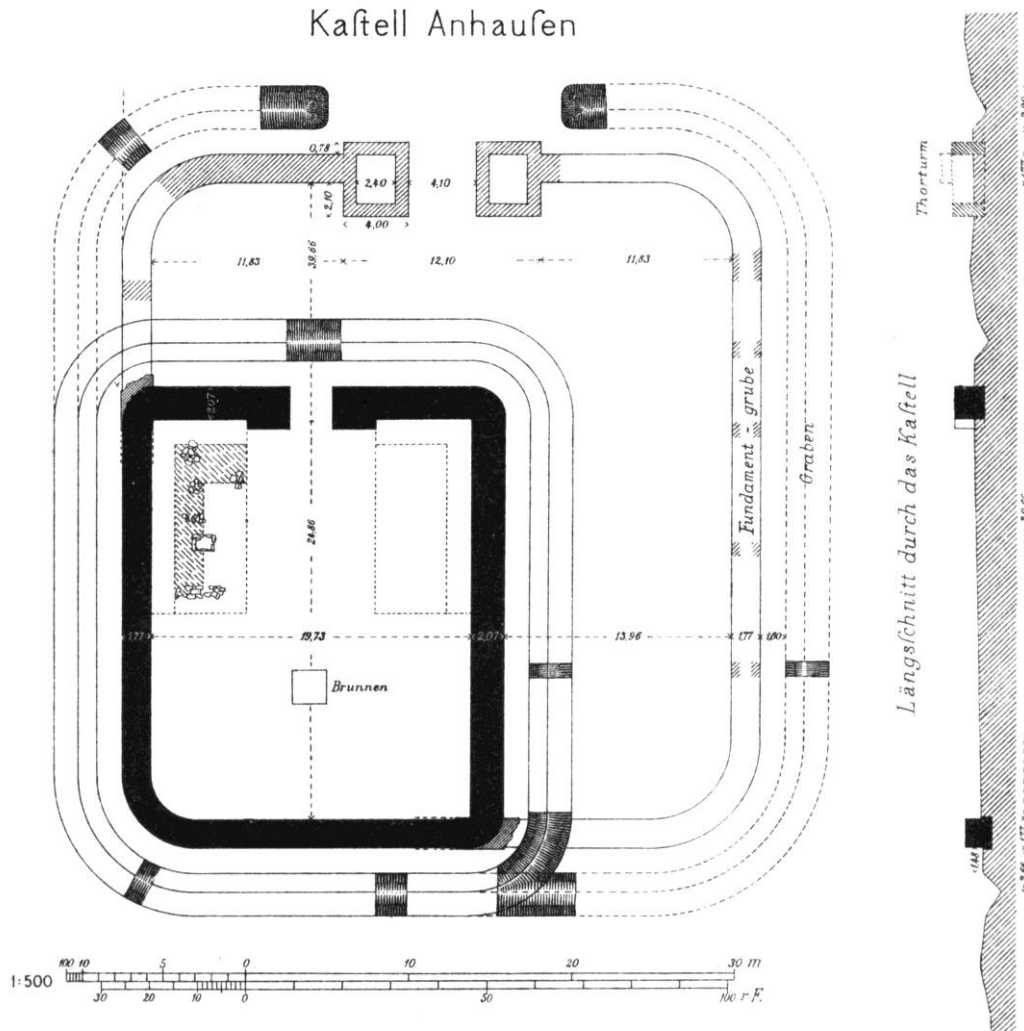 Kaſtell Anhauſen
0,78
2,40
4,10
2,10
4,00
39,66
11,83
12,10
11,83
Thorturm
2,07
24,86
Fundament - grube
Graben
Längsſchnitt durch das Kaſtell
1,77
19,73
2,07
13,96
1,77
1,80
Brunnen
1,48
1:500
100 10 5 0 10 20 30 m
30 20 10 0 50 100 r F.